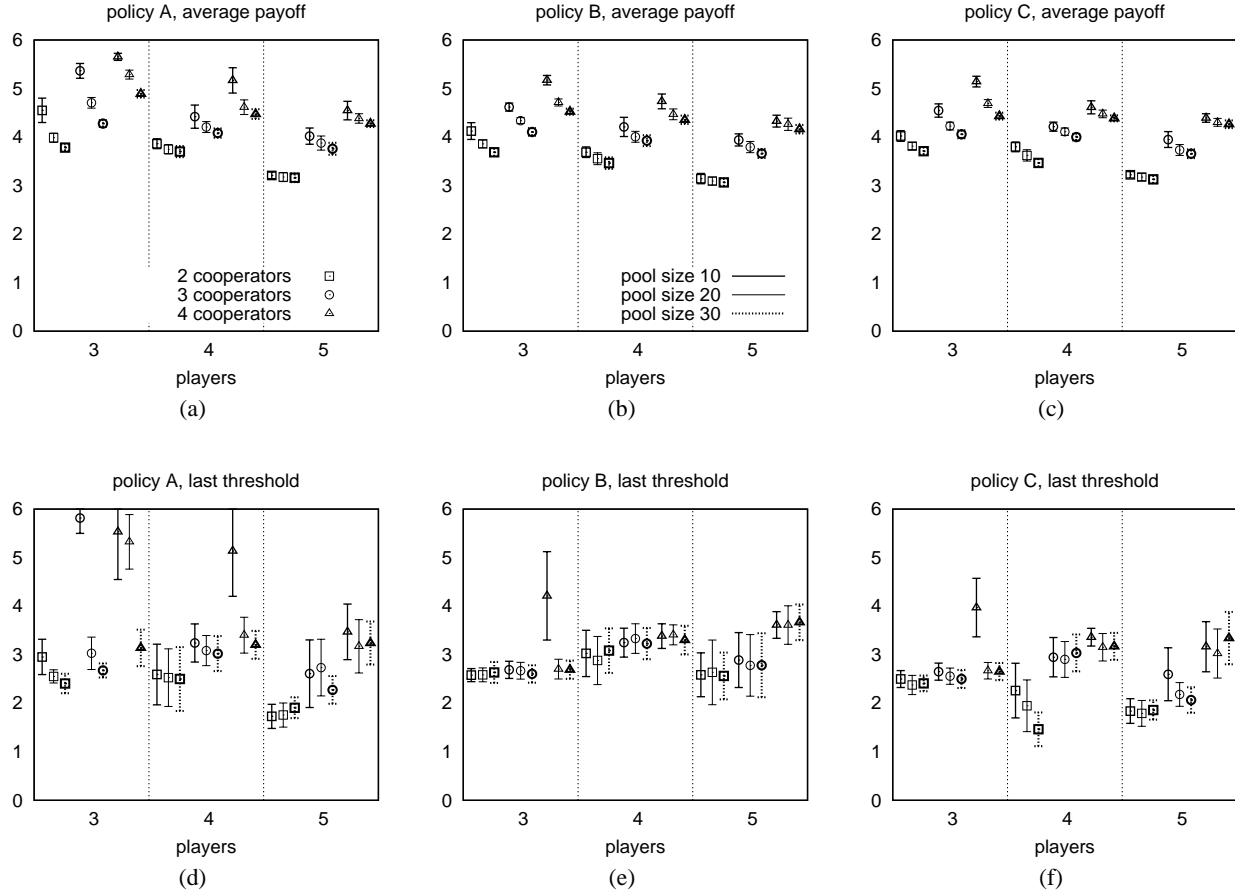 policy A, average payoff
6
5
4
3
2
1
0
2 cooperators
3 cooperators
4 cooperators
3 4 5
players
(a)
policy B, average payoff
6
5
4
3
2
1
0
pool size 10
pool size 20
pool size 30
3 4 5
players
(b)
policy C, average payoff
6
5
4
3
2
1
0
3 4 5
players
(c)
policy A, last threshold
6
5
4
3
2
1
0
3 4 5
players
(d)
policy B, last threshold
6
5
4
3
2
1
0
3 4 5
players
(e)
policy C, last threshold
6
5
4
3
2
1
0
3 4 5
players
(f)